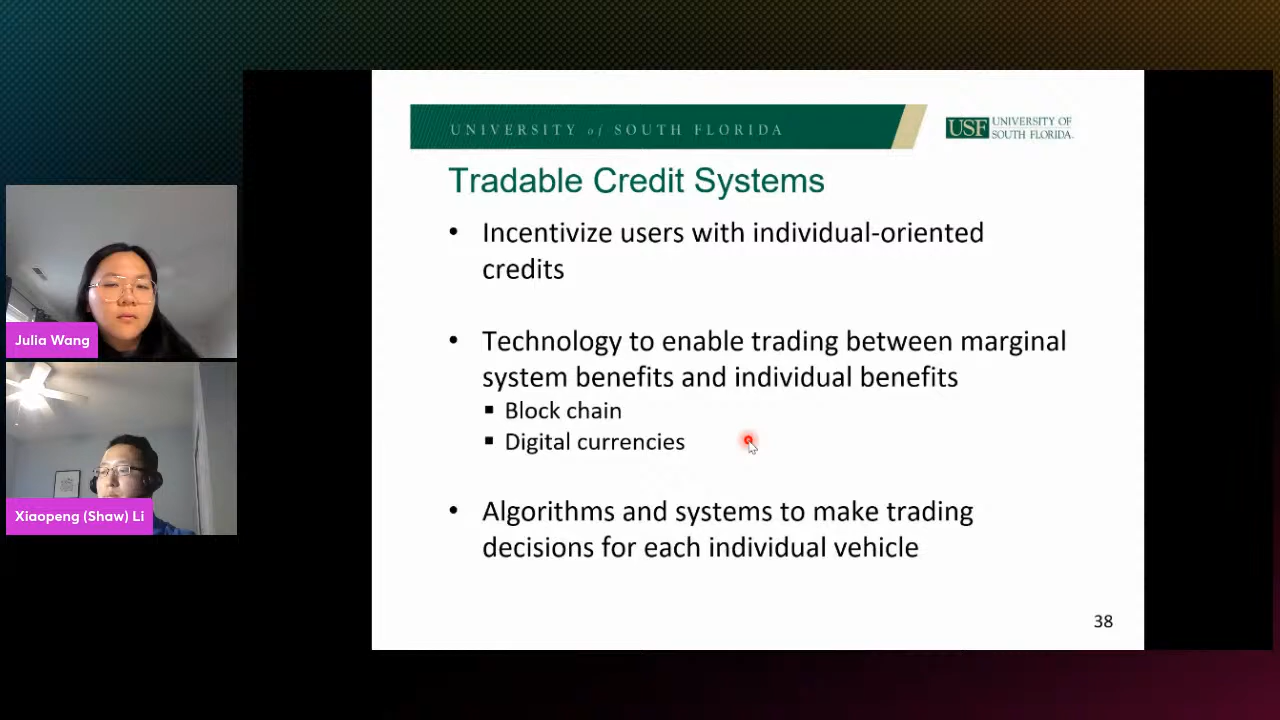 UNIVERSITY of SOUTH FLORIDA
USF UNIVERSITY OF
SOUTH FLORIDA.
Tradable Credit Systems
• Incentivize users with individual-oriented
credits
• Technology to enable trading between marginal
system benefits and individual benefits
▪ Block chain
▪ Digital currencies
• Algorithms and systems to make trading
decisions for each individual vehicle
38
Julia Wang
Xiaopeng (Shaw) Li